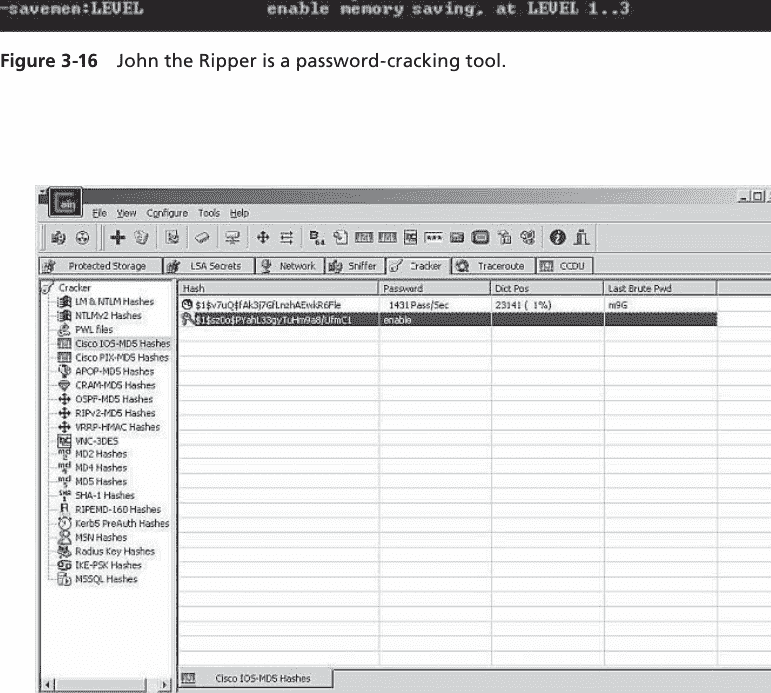 -savemem:LEVEL enable memory saving, at LEVEL 1..3
Figure 3-16 John the Ripper is a password-cracking tool.
File View Configure Tools Help
Protected Storage LSA Secrets Network Sniffer Cracker Traceroute CCDU
Cracker
LM & NTLM Hashes
NTLMv2 Hashes
PWL files
Cisco IOS-MD5 Hashes
Cisco PIX-MD5 Hashes
APOP-MD5 Hashes
CRAM-MD5 Hashes
OSPF-MD5 Hashes
RIPv2-MD5 Hashes
VRRP-HMAC Hashes
VNC-3DES
MD2 Hashes
MD4 Hashes
MD5 Hashes
SHA-1 Hashes
RIPEMD-160 Hashes
Kerb5 PreAuth Hashes
MSN Hashes
Radius Key Hashes
IKE-PSK Hashes
MSSQL Hashes
Hash Password Dict Pos Last Brute Pwd
1431 Pass/Sec 23141 ( 1%) m9G
enable
Cisco IOS-MD5 Hashes